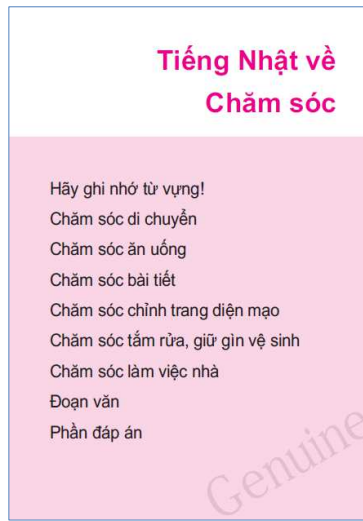 Tiếng Nhật về
Chăm sóc
Hãy ghi nhớ từ vựng!
Chăm sóc di chuyển
Chăm sóc ăn uống
Chăm sóc bài tiết
Chăm sóc chỉnh trang diện mạo
Chăm sóc tắm rửa, giữ gìn vệ sinh
Chăm sóc làm việc nhà
Đoạn văn
Phần đáp án
Genuine